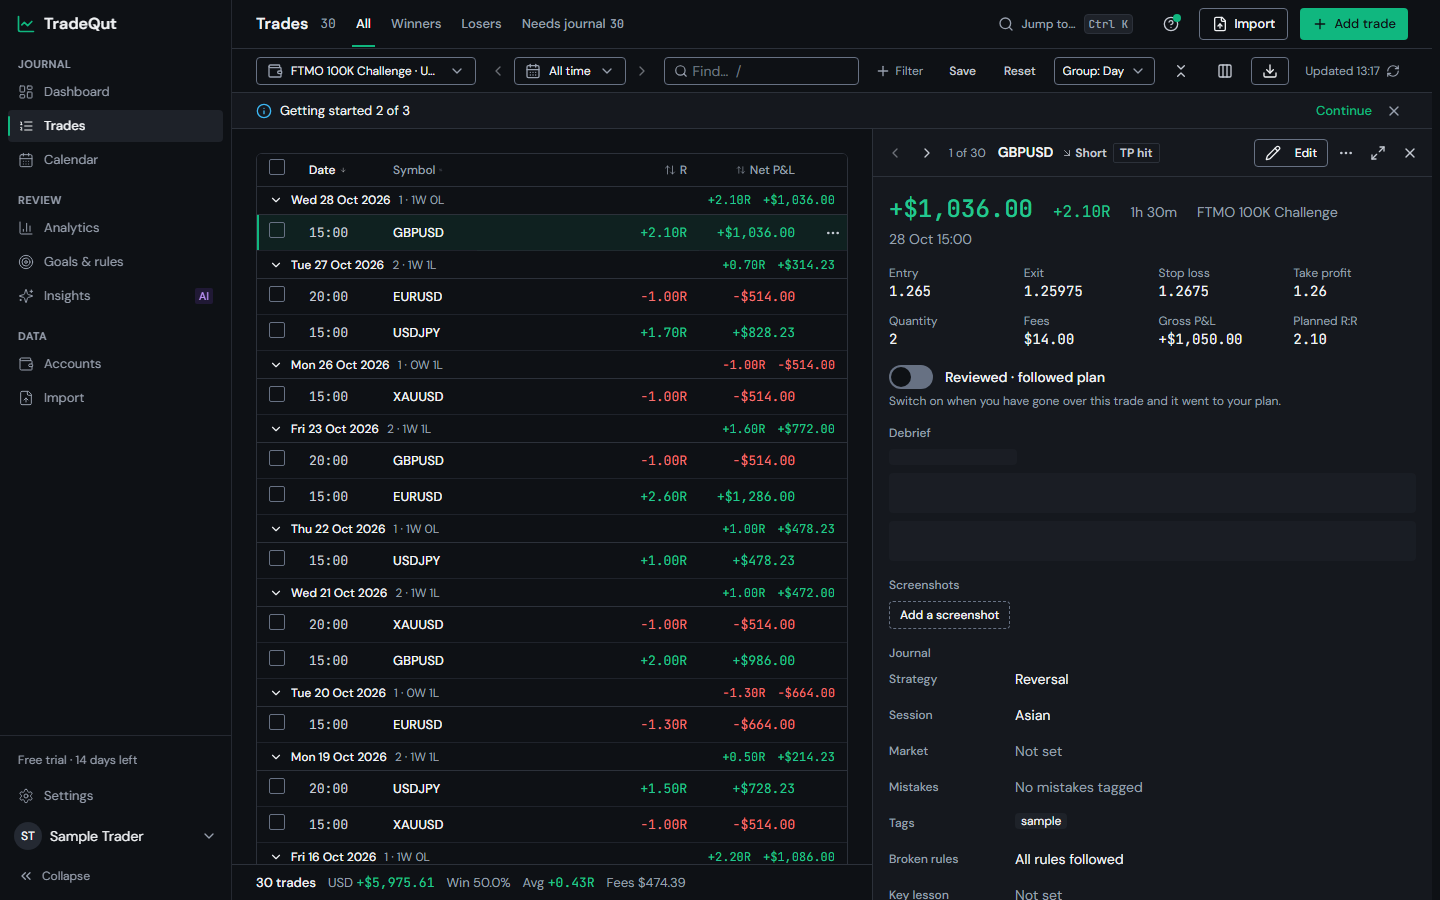 TradeQut
JOURNAL
Dashboard
Trades
Calendar
REVIEW
Analytics
Goals & rules
Insights AI
DATA
Accounts
Import
Free trial · 14 days left
Settings
ST Sample Trader
Collapse
Trades 30 All Winners Losers Needs journal 30
Jump to... Ctrl K Import Add trade
FTMO 100K Challenge · U... All time Find... / Filter Save Reset Group: Day Updated 13:17
Getting started 2 of 3 Continue
Date Symbol R Net P&L
Wed 28 Oct 2026 1 · 1W 0L +2.10R +$1,036.00
15:00 GBPUSD +2.10R +$1,036.00
Tue 27 Oct 2026 2 · 1W 1L +0.70R +$314.23
20:00 EURUSD -1.00R -$514.00
15:00 USDJPY +1.70R +$828.23
Mon 26 Oct 2026 1 · 0W 1L -1.00R -$514.00
15:00 XAUUSD -1.00R -$514.00
Fri 23 Oct 2026 2 · 1W 1L +1.60R +$772.00
20:00 GBPUSD -1.00R -$514.00
15:00 EURUSD +2.60R +$1,286.00
Thu 22 Oct 2026 1 · 1W 0L +1.00R +$478.23
15:00 USDJPY +1.00R +$478.23
Wed 21 Oct 2026 2 · 1W 1L +1.00R +$472.00
20:00 XAUUSD -1.00R -$514.00
15:00 GBPUSD +2.00R +$986.00
Tue 20 Oct 2026 1 · 0W 1L -1.30R -$664.00
15:00 EURUSD -1.30R -$664.00
Mon 19 Oct 2026 2 · 1W 1L +0.50R +$214.23
20:00 USDJPY +1.50R +$728.23
15:00 XAUUSD -1.00R -$514.00
Fri 16 Oct 2026 1 · 1W 0L +2.20R +$1,086.00
30 trades USD +$5,975.61 Win 50.0% Avg +0.43R Fees $474.39
1 of 30 GBPUSD Short TP hit Edit
+$1,036.00 +2.10R 1h 30m FTMO 100K Challenge
28 Oct 15:00
Entry Exit Stop loss Take profit
1.265 1.25975 1.2675 1.26
Quantity Fees Gross P&L Planned R:R
2 $14.00 +$1,050.00 2.10
Reviewed · followed plan
Switch on when you have gone over this trade and it went to your plan.
Debrief
Screenshots
Add a screenshot
Journal
Strategy Reversal
Session Asian
Market Not set
Mistakes No mistakes tagged
Tags sample
Broken rules All rules followed
Key lesson Not set